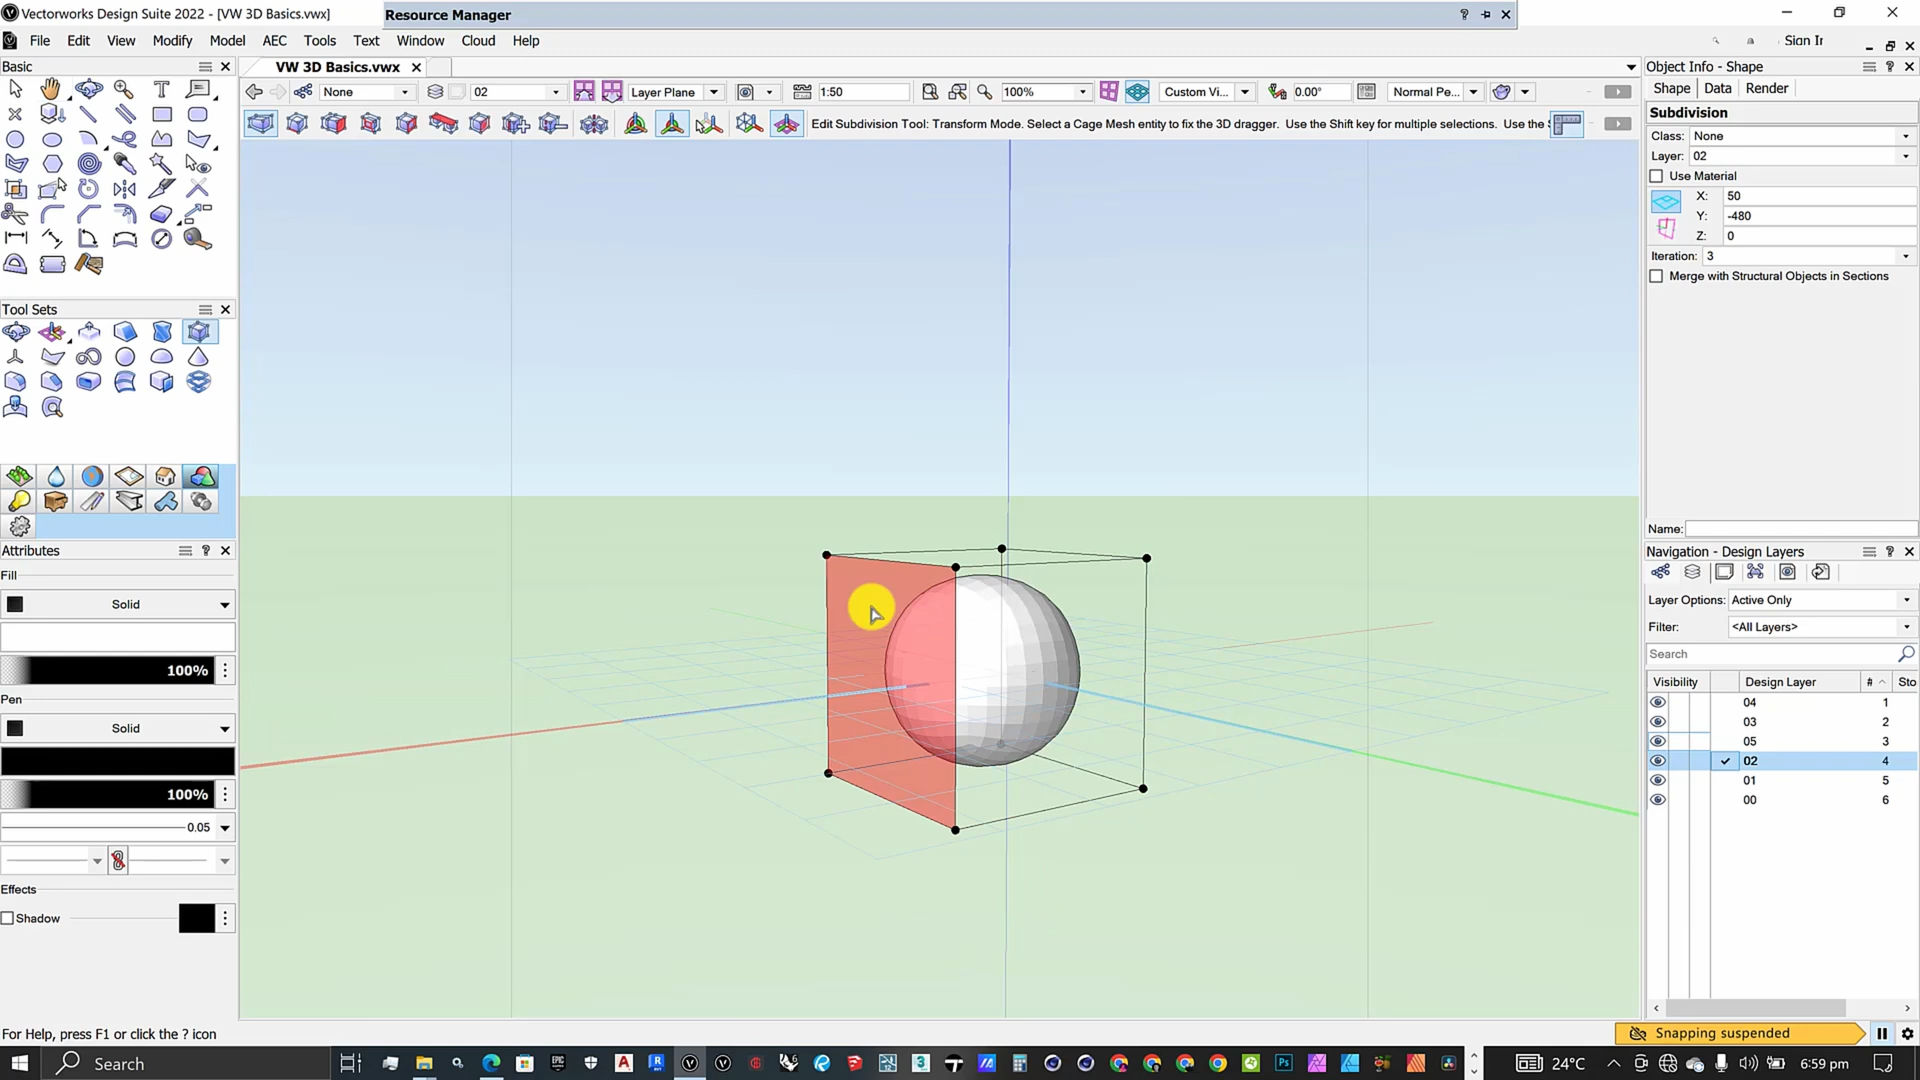 Vectorworks Design Suite 2022 - [VW 3D Basics.vwx]
Resource Manager
File Edit View Modify Model AEC Tools Text Window Cloud Help
Sign In
Basic
VW 3D Basics.vwx
None
02
Layer Plane
1:50
100%
Custom Vi...
0.00°
Normal Pe...
Edit Subdivision Tool: Transform Mode. Select a Cage Mesh entity to fix the 3D dragger. Use the Shift key for multiple selections. Use the
Tool Sets
Attributes
Fill
Solid
100%
Pen
Solid
100%
0.05
Effects
Shadow
Object Info - Shape
Shape Data Render
Subdivision
Class: None
Layer: 02
Use Material
X: 50
Y: -480
Z: 0
Iteration: 3
Merge with Structural Objects in Sections
Name:
Navigation - Design Layers
Layer Options: Active Only
Filter: <All Layers>
Search
Visibility Design Layer # Sto
04 1
03 2
05 3
02 4
01 5
00 6
For Help, press F1 or click the ? icon
Snapping suspended
Search
24°C
6:59 pm